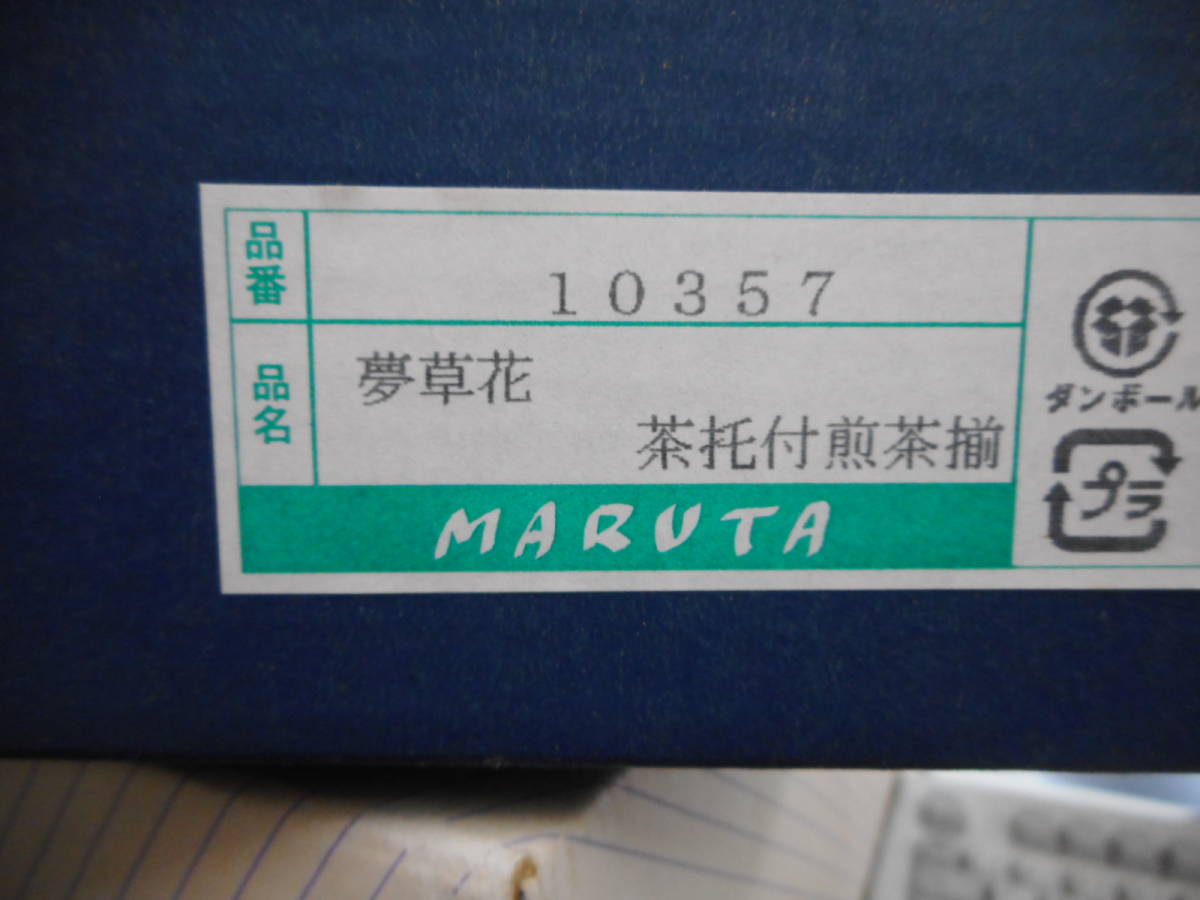 品番
１０３５７
品名
夢草花
茶托付煎茶揃
MARUTA
ダンボール
プラ